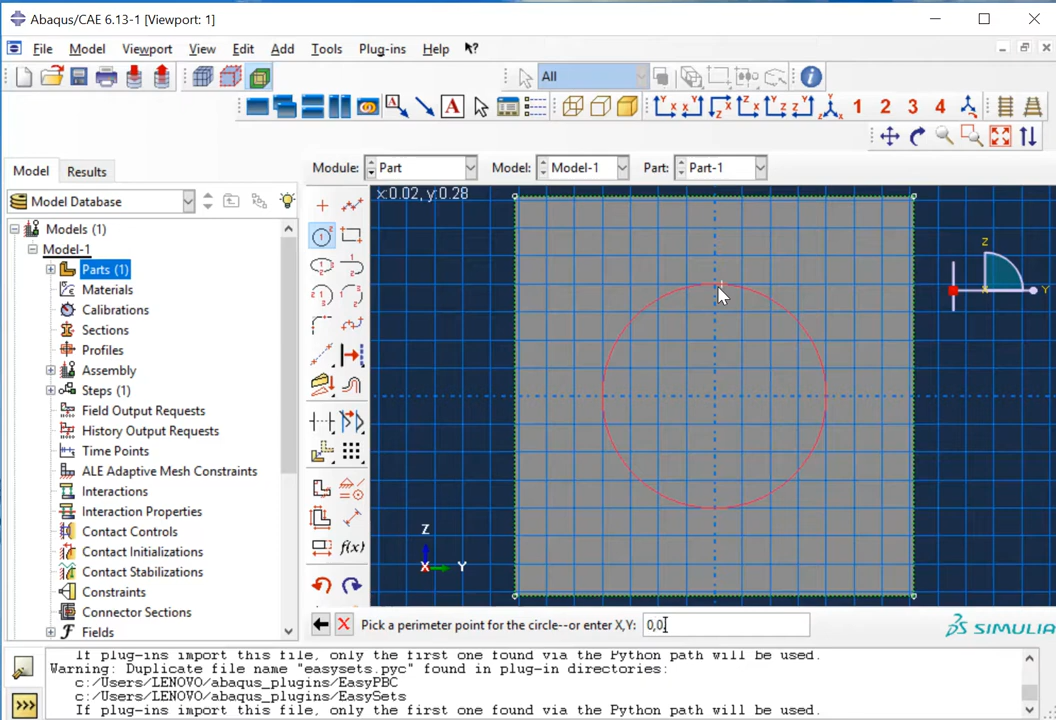 Abaqus/CAE 6.13-1 [Viewport: 1]
File Model Viewport View Edit Add Tools Plug-ins Help
All
1 2 3 4
Model Results
Module: Part Model: Model-1 Part: Part-1
Model Database
x:0.02, y:0.28
Models (1)
Model-1
Parts (1)
Materials
Calibrations
Sections
Profiles
Assembly
Steps (1)
Field Output Requests
History Output Requests
Time Points
ALE Adaptive Mesh Constraints
Interactions
Interaction Properties
Contact Controls
Contact Initializations
Contact Stabilizations
Constraints
Connector Sections
Fields
f(x)
Z
X Y
Z
X Y
Pick a perimeter point for the circle--or enter X,Y: 0,0
SIMULIA
If plug-ins import this file, only the first one found via the Python path will be used.
Warning: Duplicate file name "easysets.pyc" found in plug-in directories:
c:/Users/LENOVO/abaqus_plugins/EasyPBC
c:/Users/LENOVO/abaqus_plugins/EasySets
If plug-ins import this file, only the first one found via the Python path will be used.
>>>